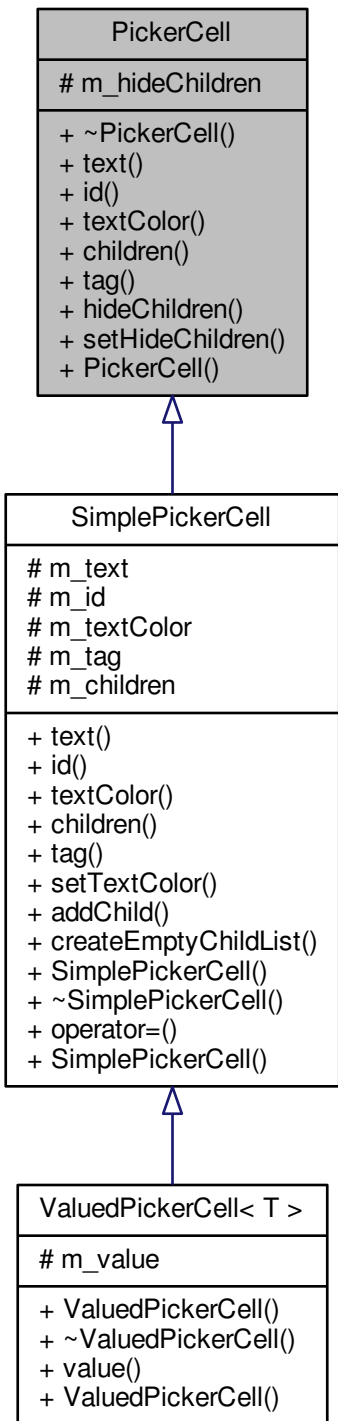 PickerCell
# m_hideChildren
+ ~PickerCell()
+ text()
+ id()
+ textColor()
+ children()
+ tag()
+ hideChildren()
+ setHideChildren()
+ PickerCell()
SimplePickerCell
# m_text
# m_id
# m_textColor
# m_tag
# m_children
+ text()
+ id()
+ textColor()
+ children()
+ tag()
+ setTextColor()
+ addChild()
+ createEmptyChildList()
+ SimplePickerCell()
+ ~SimplePickerCell()
+ operator=()
+ SimplePickerCell()
ValuedPickerCell< T >
# m_value
+ ValuedPickerCell()
+ ~ValuedPickerCell()
+ value()
+ ValuedPickerCell()